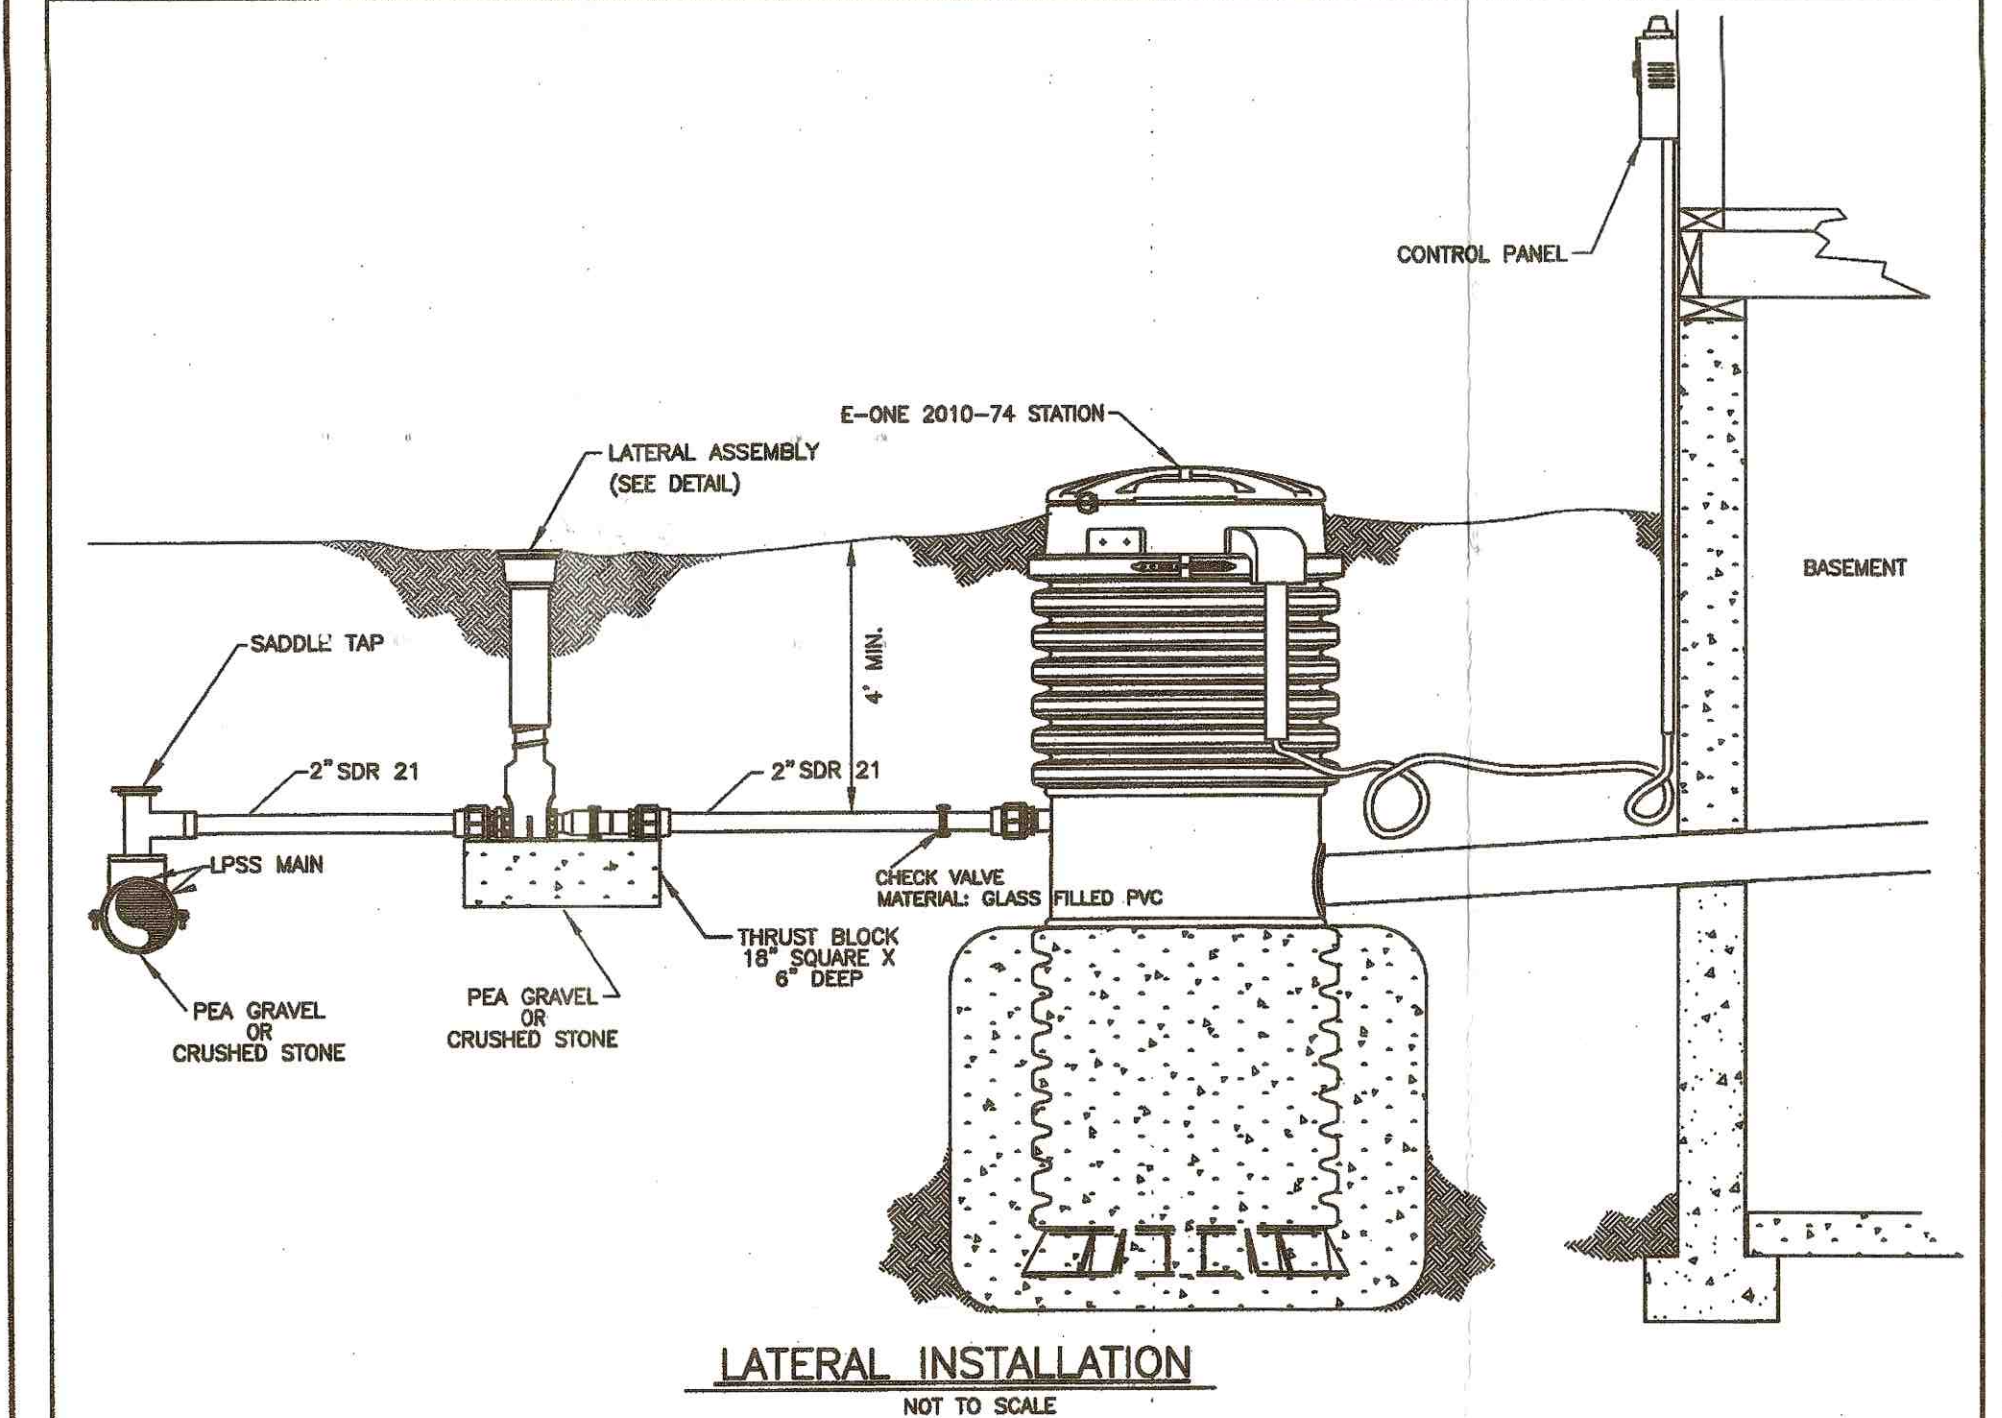 CONTROL PANEL
E-ONE 2010-74 STATION
LATERAL ASSEMBLY
(SEE DETAIL)
BASEMENT
SADDLE TAP
4' MIN.
2" SDR 21
2" SDR 21
LPSS MAIN
CHECK VALVE
MATERIAL: GLASS FILLED PVC
THRUST BLOCK
18" SQUARE X
6" DEEP
PEA GRAVEL
OR
CRUSHED STONE
PEA GRAVEL
OR
CRUSHED STONE
LATERAL INSTALLATION
NOT TO SCALE